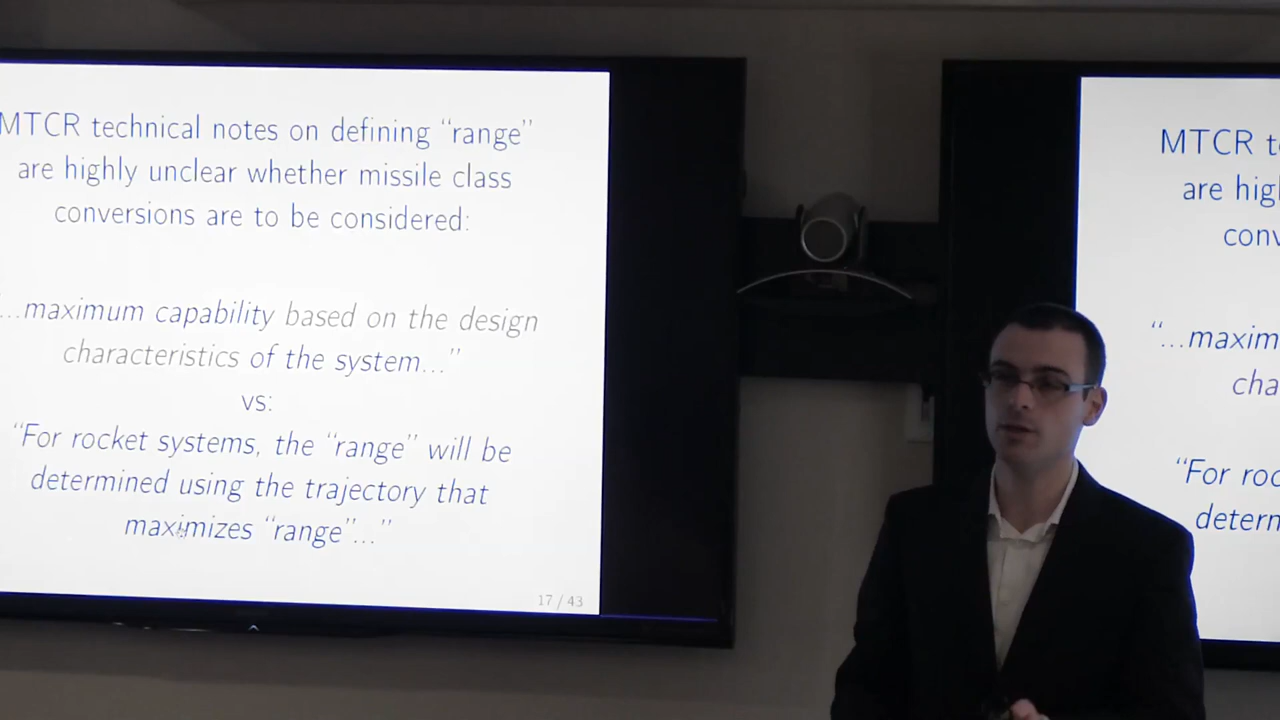 MTCR technical notes on defining “range”
are highly unclear whether missile class
conversions are to be considered:
...maximum capability based on the design
characteristics of the system...”
vs:
“For rocket systems, the “range” will be
determined using the trajectory that
maximizes “range”...”
17 / 43
MTCR t
are hig
conv
“...maxim
cha
“For roc
determ